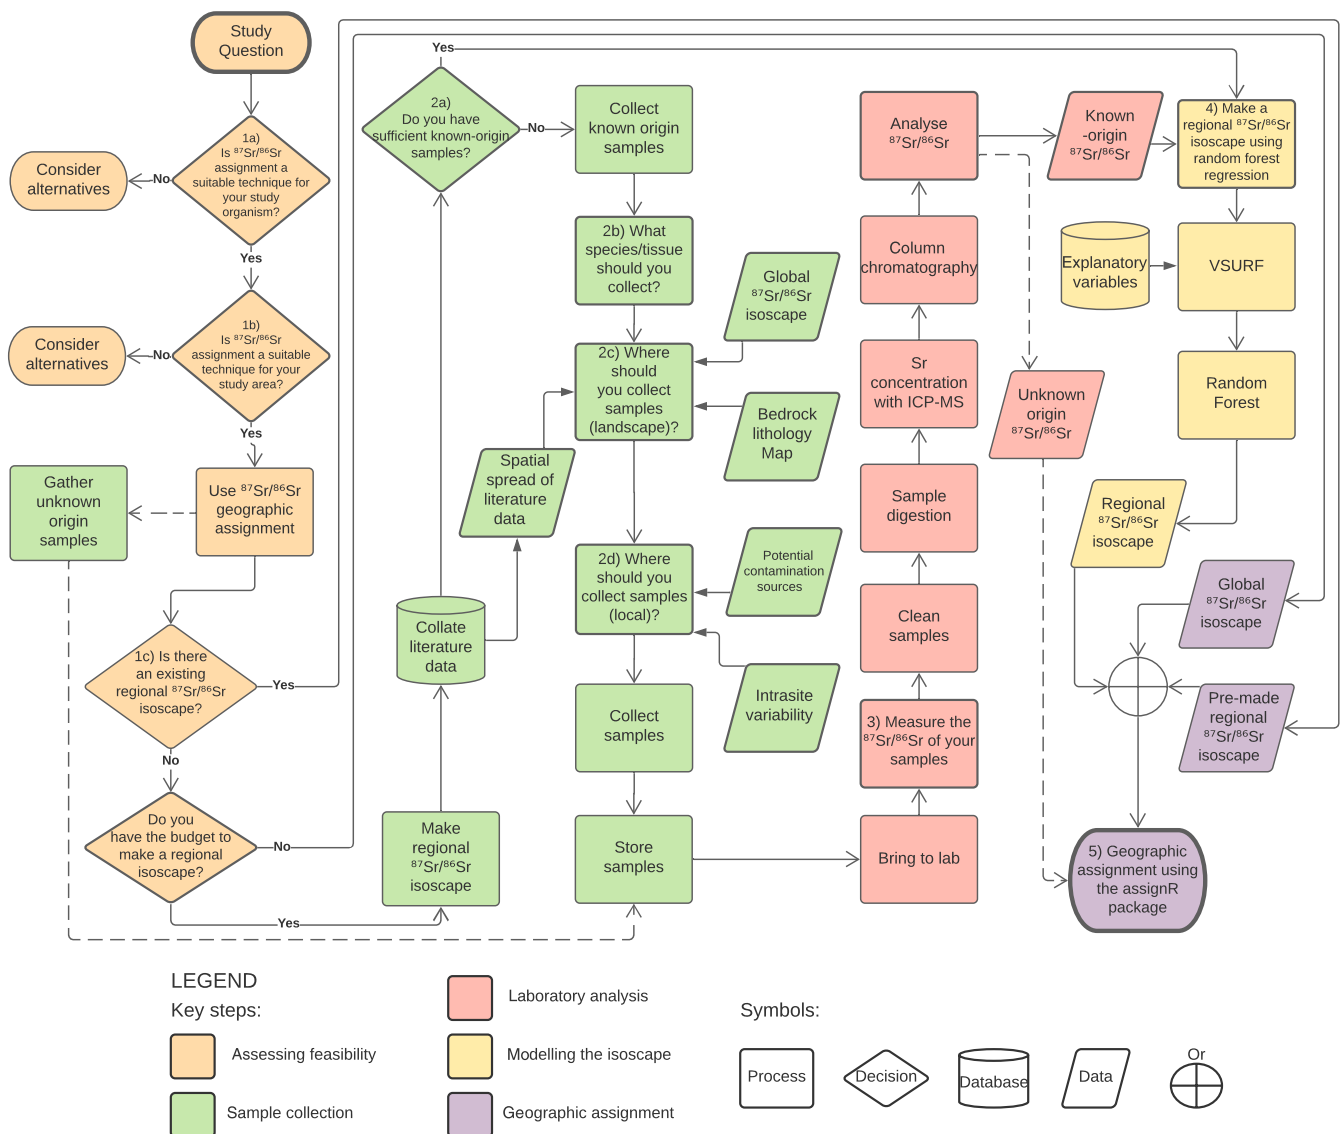 Study
Question
1a)
Is ⁸⁷Sr/⁸⁶Sr
assignment a
suitable technique for
your study
organism?
No
Consider
alternatives
Yes
1b)
Is ⁸⁷Sr/⁸⁶Sr
assignment a suitable
technique for your
study area?
No
Consider
alternatives
Yes
Use ⁸⁷Sr/⁸⁶Sr
geographic
assignment
Gather
unknown
origin
samples
1c) Is there
an existing
regional ⁸⁷Sr/⁸⁶Sr
isoscape?
Yes
No
Do you
have the budget to
make a regional
isoscape?
No
Yes
Make
regional
⁸⁷Sr/⁸⁶Sr
isoscape
Collate
literature
data
Spatial
spread of
literature
data
Yes
2a)
Do you have
sufficient known-origin
samples?
No
Collect
known origin
samples
2b) What
species/tissue
should you
collect?
Global
⁸⁷Sr/⁸⁶Sr
isoscape
2c) Where
should
you collect
samples
(landscape)?
Bedrock
lithology
Map
2d) Where
should you
collect samples
(local)?
Potential
contamination
sources
Intrasite
variability
Collect
samples
Store
samples
Bring to lab
3) Measure the
⁸⁷Sr/⁸⁶Sr of your
samples
Clean
samples
Sample
digestion
Sr
concentration
with ICP-MS
Column
chromatography
Analyse
⁸⁷Sr/⁸⁶Sr
Known
-origin
⁸⁷Sr/⁸⁶Sr
Unknown
origin
⁸⁷Sr/⁸⁶Sr
4) Make a
regional ⁸⁷Sr/⁸⁶Sr
isoscape using
random forest
regression
Explanatory
variables
VSURF
Random
Forest
Regional
⁸⁷Sr/⁸⁶Sr
isoscape
Global
⁸⁷Sr/⁸⁶Sr
isoscape
Pre-made
regional
⁸⁷Sr/⁸⁶Sr
isoscape
5) Geographic
assignment using
the assignR
package
LEGEND
Key steps:
Assessing feasibility
Sample collection
Laboratory analysis
Modelling the isoscape
Geographic assignment
Symbols:
Process
Decision
Database
Data
Or